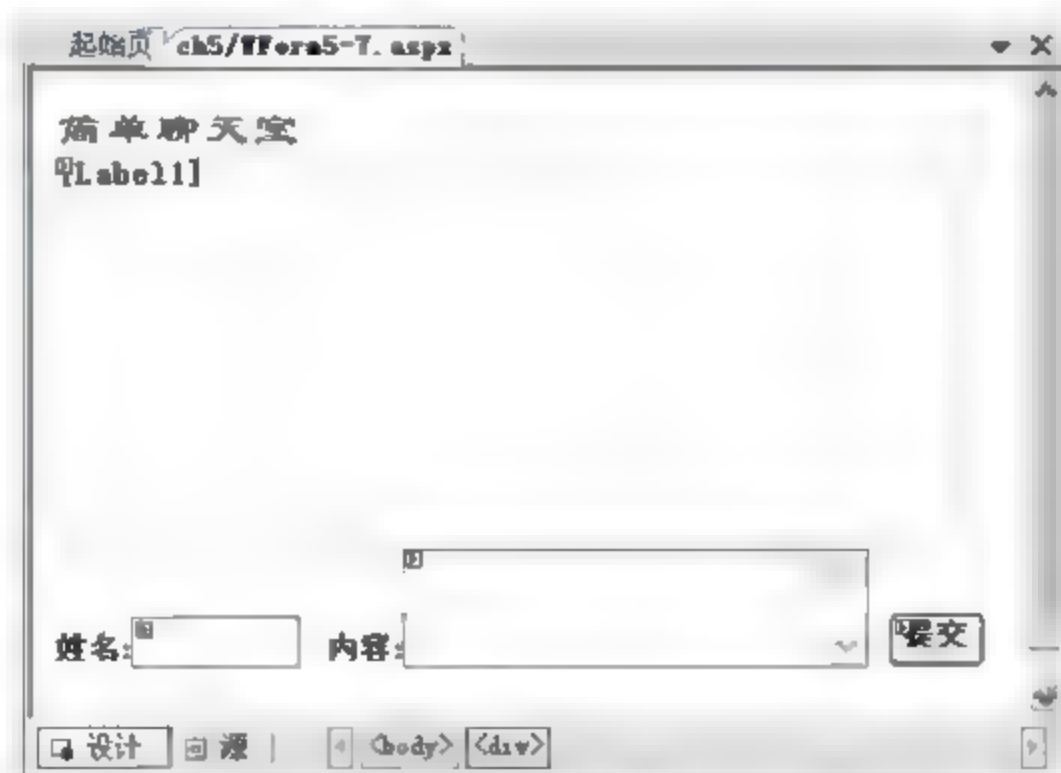 起始页 ch5/WForm5-7.aspx
简单聊天室
[Label1]
姓名: 内容: 提交
设计 源 <body> <div>